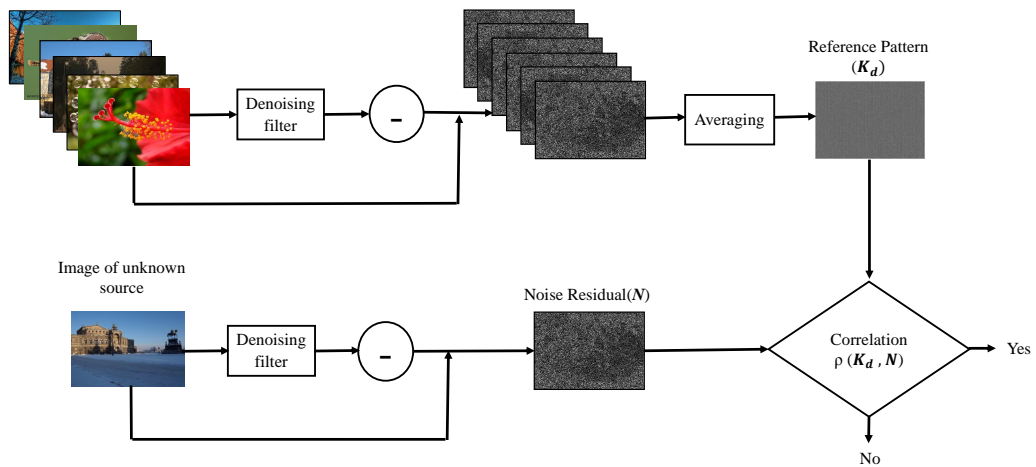 Reference Pattern
(K_d)
Denoising
filter
-
Averaging
Image of unknown
source
Noise Residual(N)
Denoising
filter
-
Correlation
ρ (K_d , N)
Yes
No